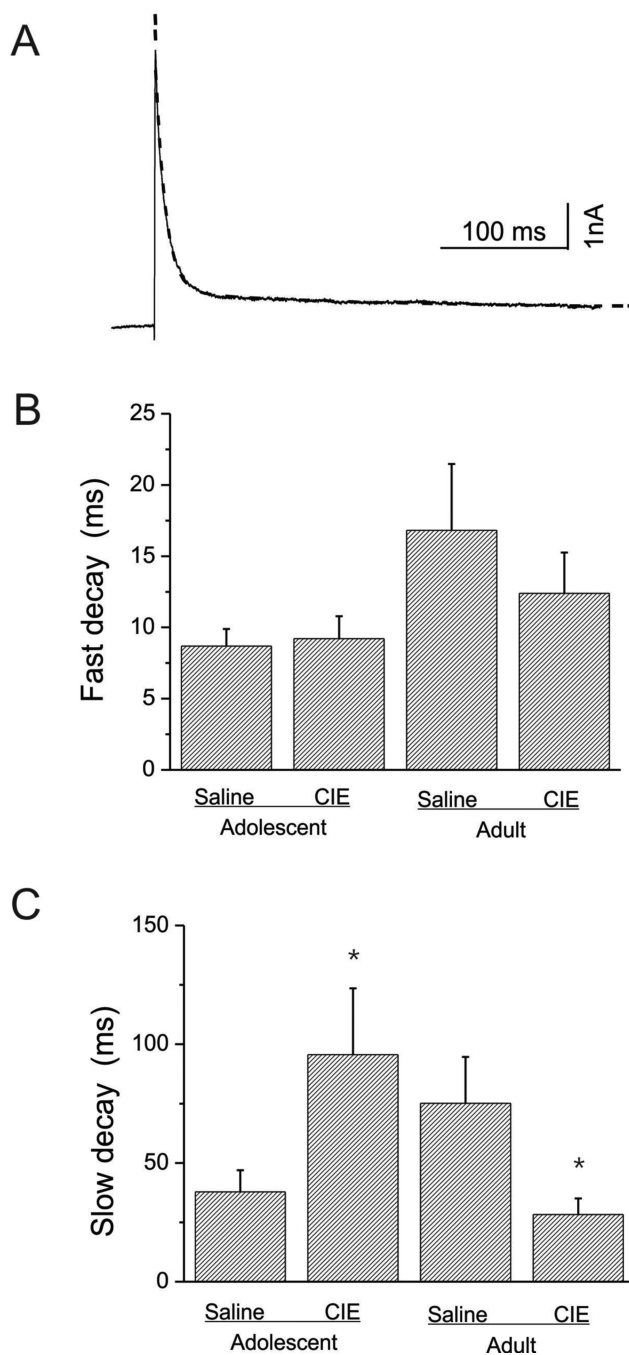 A
100 ms
1nA
B
25
20
15
10
5
0
Fast decay (ms)
Saline CIE Saline CIE
Adolescent Adult
C
150
100
50
0
Slow decay (ms)
*
*
Saline CIE Saline CIE
Adolescent Adult